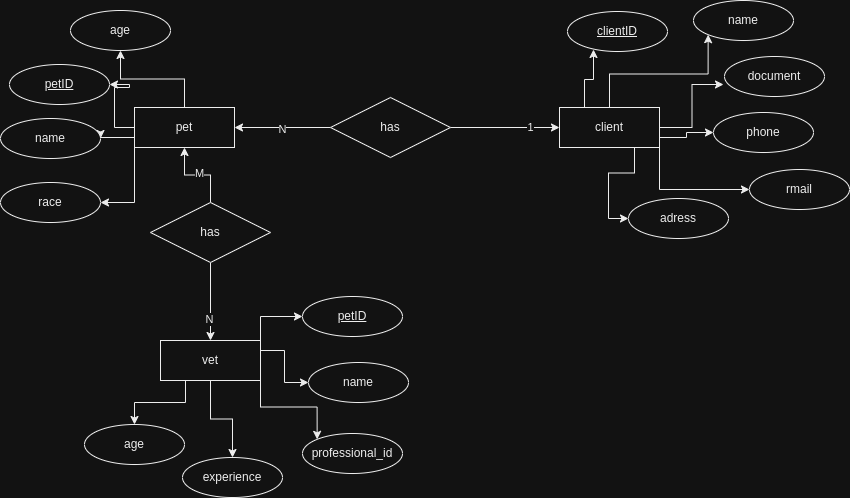 age
clientID
name
petID
document
name
pet
N
has
1
client
phone
race
M
rmail
has
adress
N
petID
vet
name
age
professional_id
experience